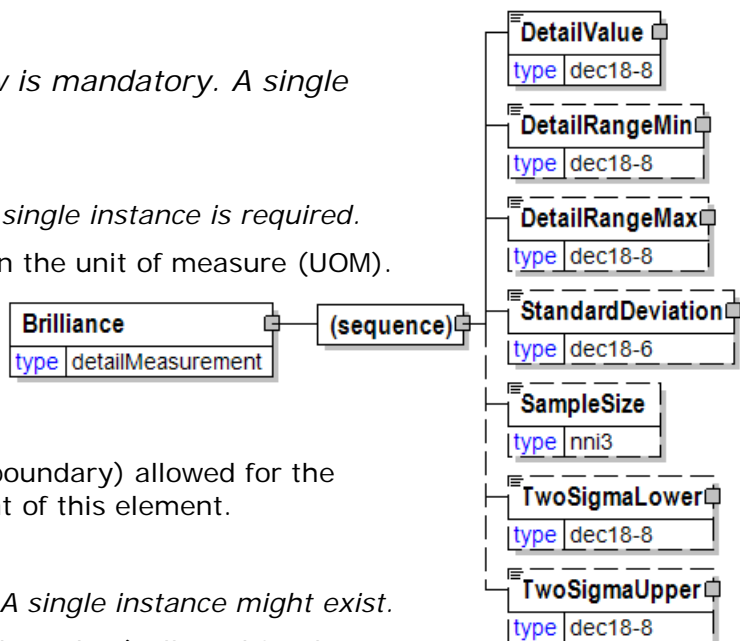 is mandatory. A single
single instance is required.
n the unit of measure (UOM).
Brilliance
type detailMeasurement
(sequence)
oundary) allowed for the
t of this element.
A single instance might exist.
DetailValue
type dec18-8
DetailRangeMin
type dec18-8
DetailRangeMax
type dec18-8
StandardDeviation
type dec18-6
SampleSize
type nni3
TwoSigmaLower
type dec18-8
TwoSigmaUpper
type dec18-8